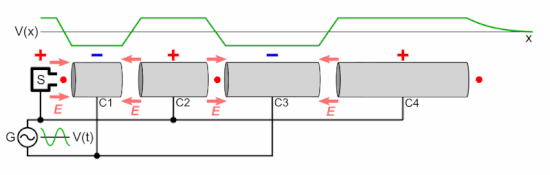 V(x)
x
+ − + − +
S
E E E E
C1 C2 C3 C4
G V(t)